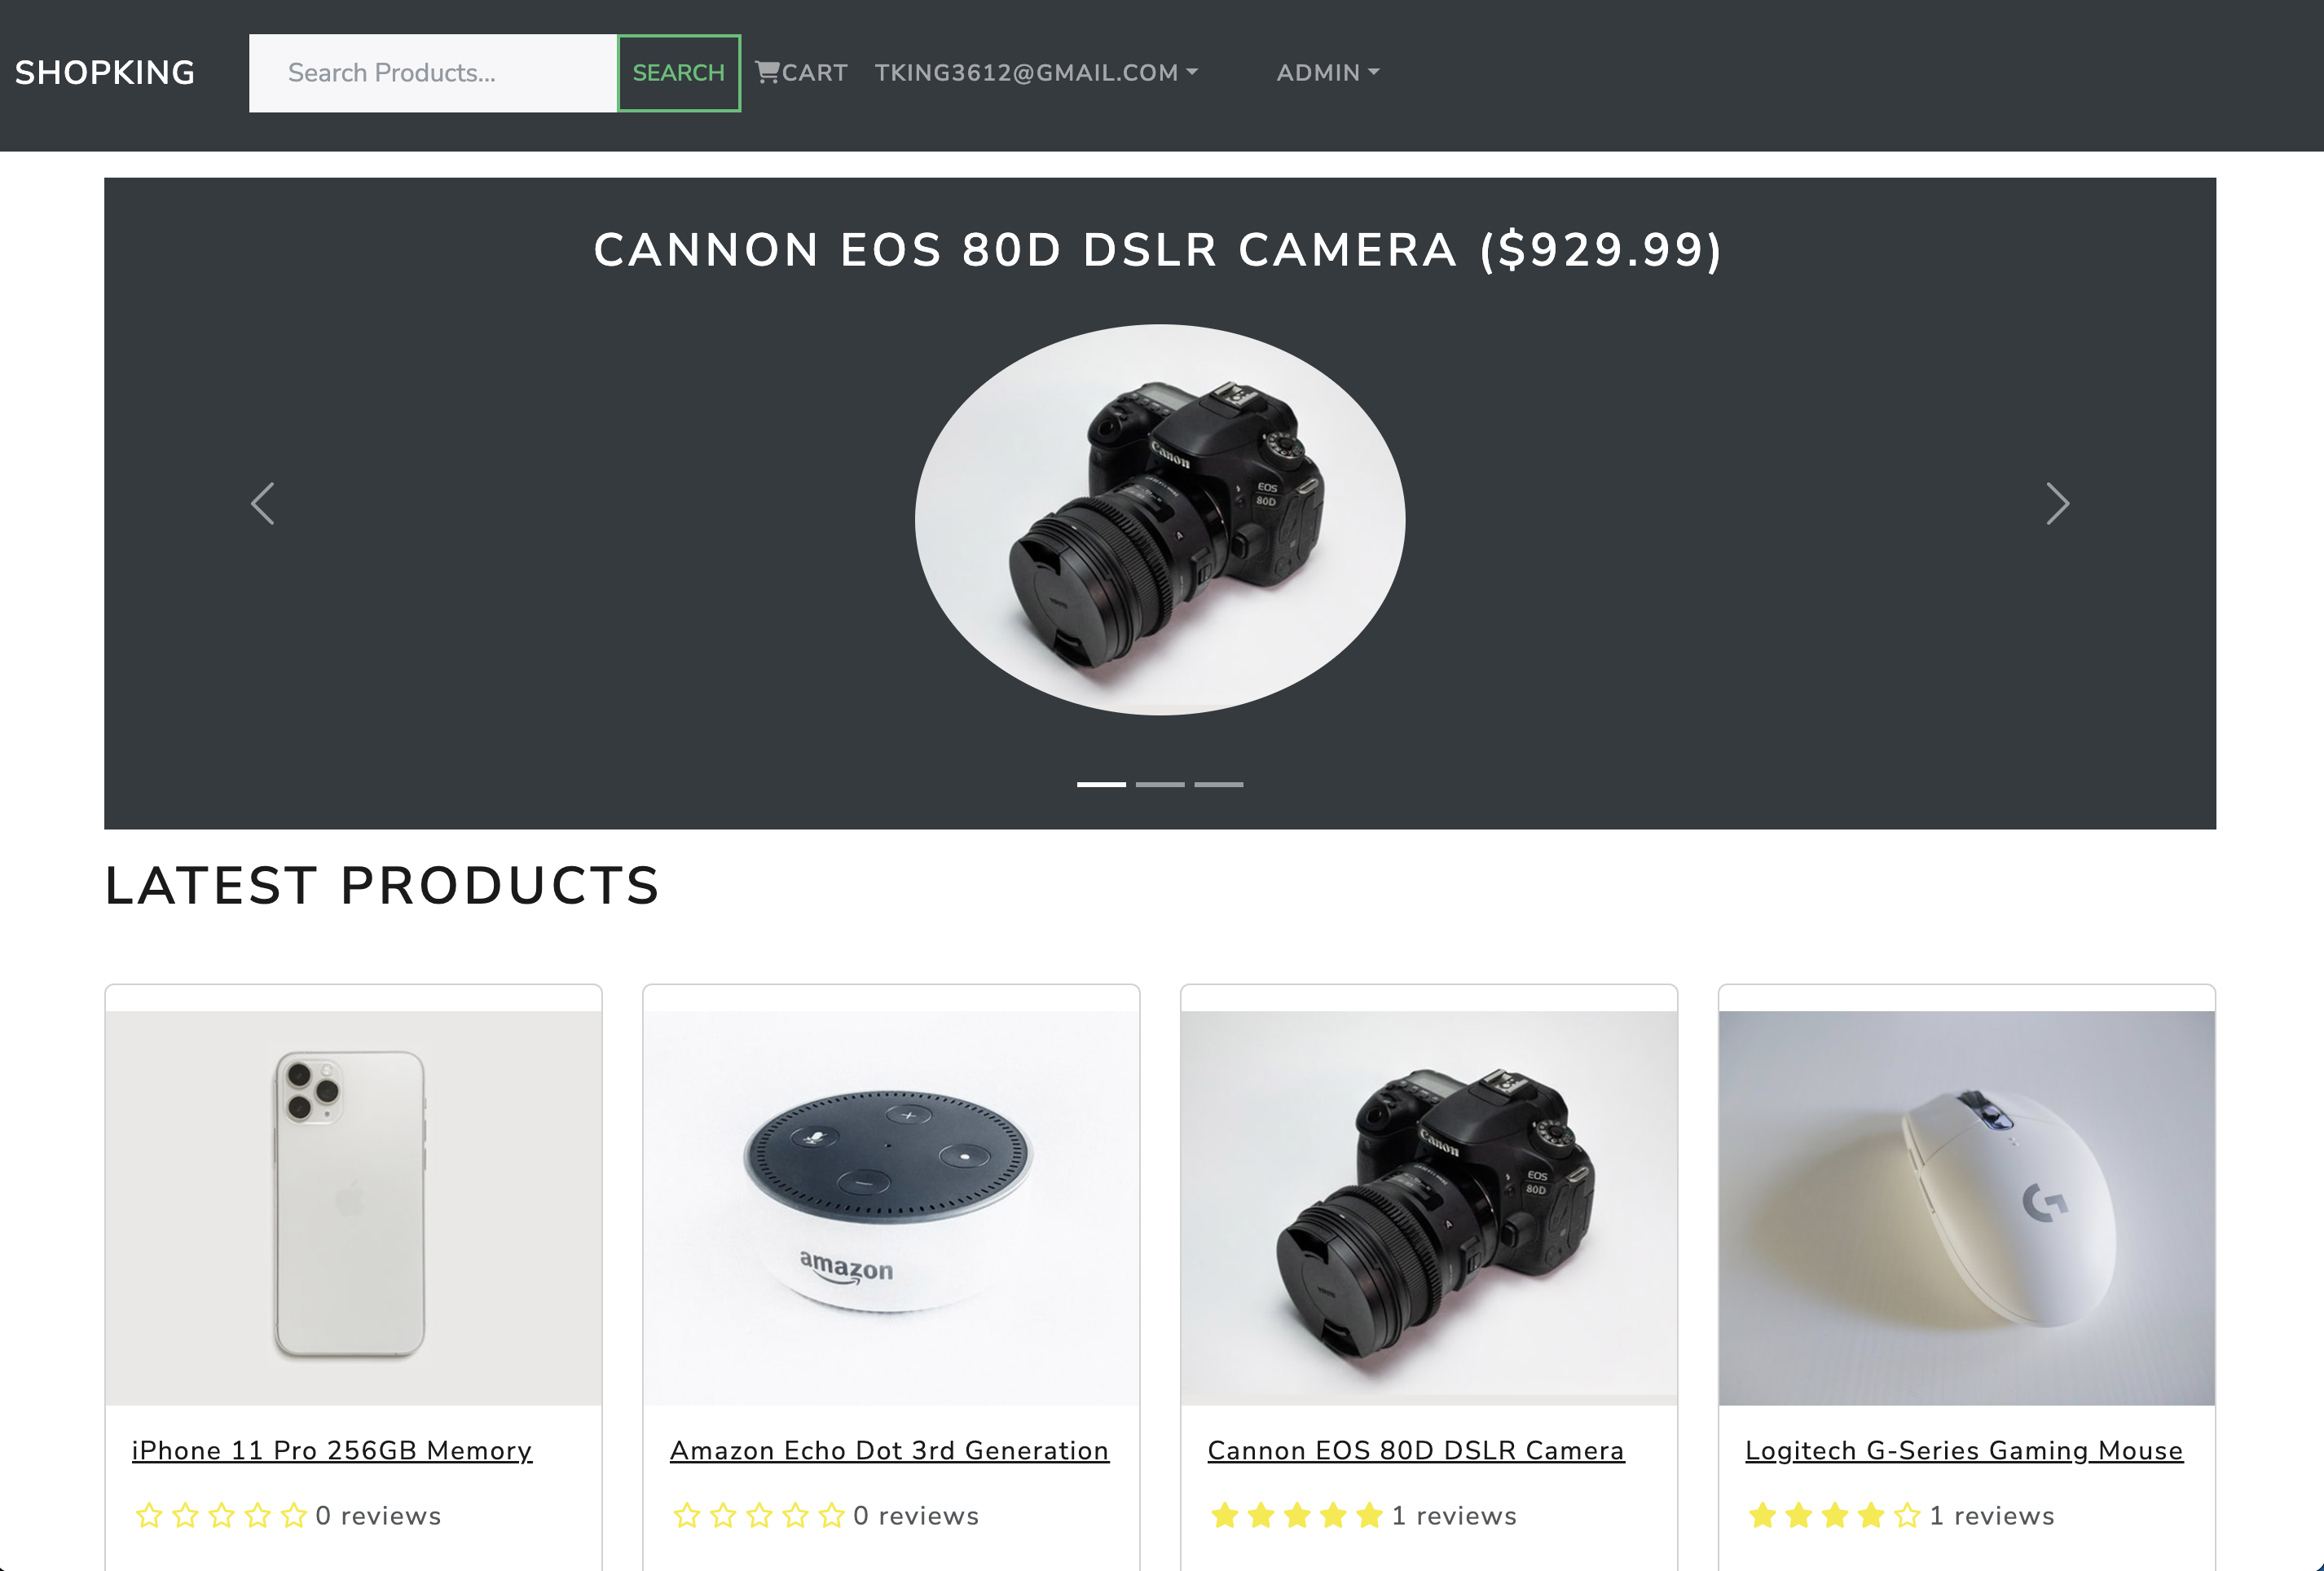 SHOPKING
Search Products...
SEARCH
CART
TKING3612@GMAIL.COM
ADMIN
CANNON EOS 80D DSLR CAMERA ($929.99)
Canon
EOS
80D
A
LATEST PRODUCTS
amazon
Canon
EOS
80D
A
G
iPhone 11 Pro 256GB Memory
Amazon Echo Dot 3rd Generation
Cannon EOS 80D DSLR Camera
Logitech G-Series Gaming Mouse
0 reviews
0 reviews
1 reviews
1 reviews